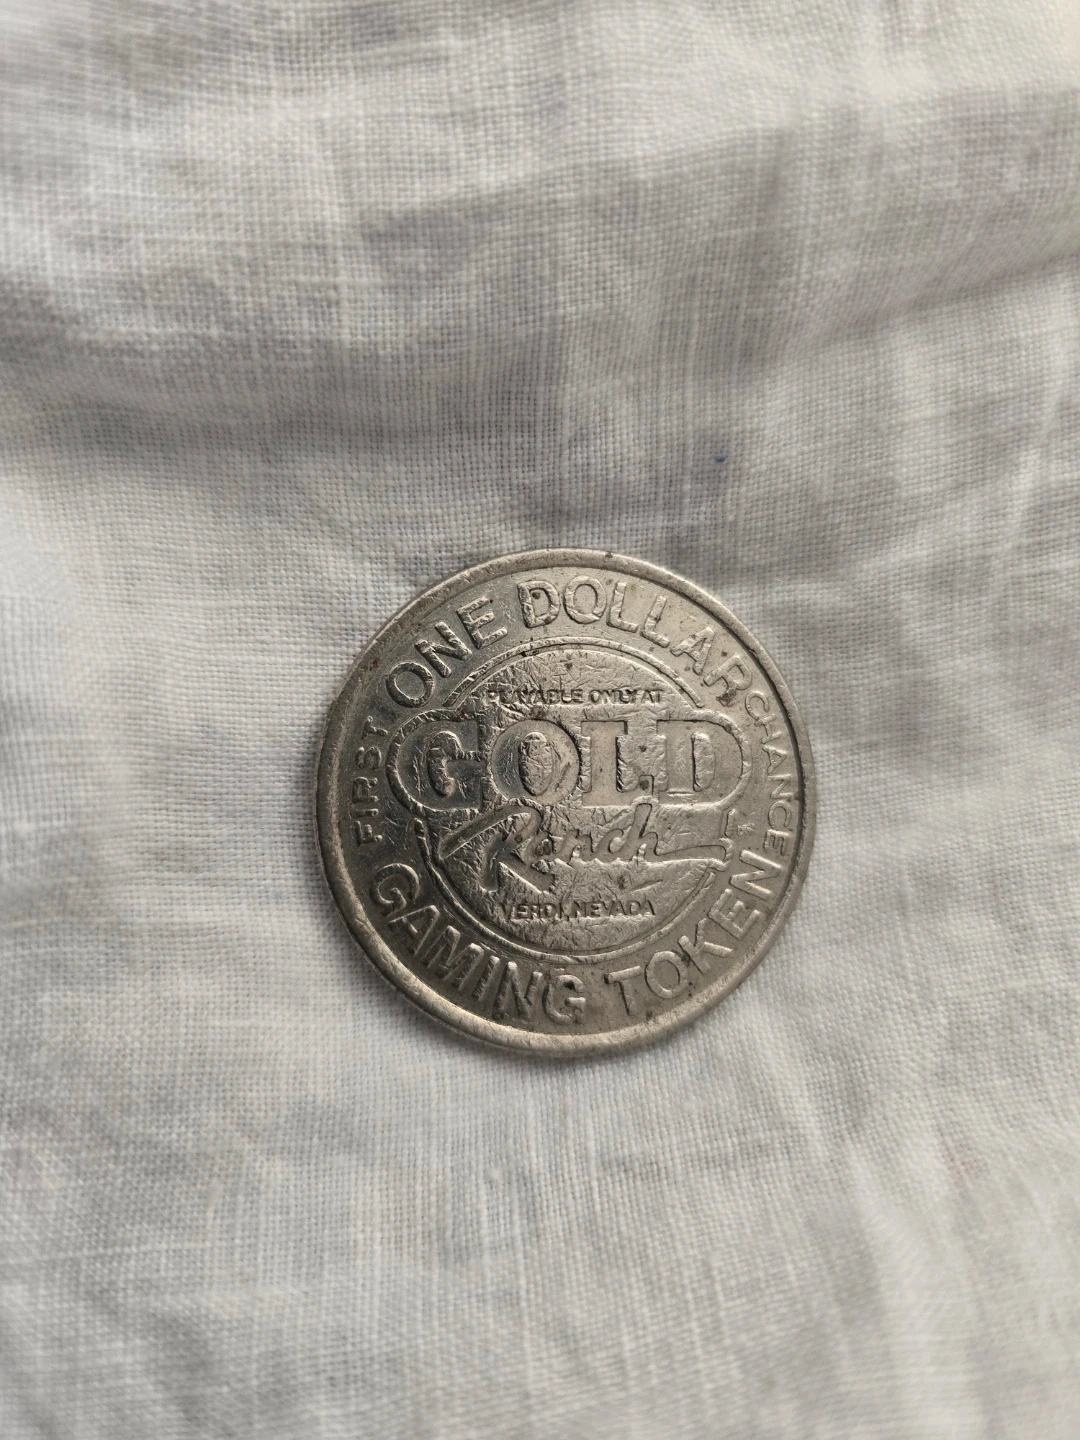 ONE DOLLAR
FIRST
CHANCE
PLAYABLE ONLY AT
GOLD
Ranch
VERDI, NEVADA
GAMING TOKEN